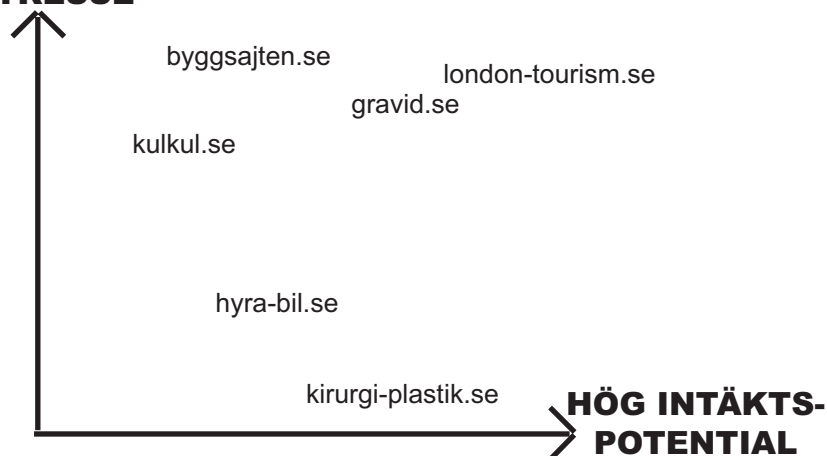 byggsajten.se
london-tourism.se
gravid.se
kulkul.se
hyra-bil.se
kirurgi-plastik.se
HÖG INTÄKTS-
POTENTIAL